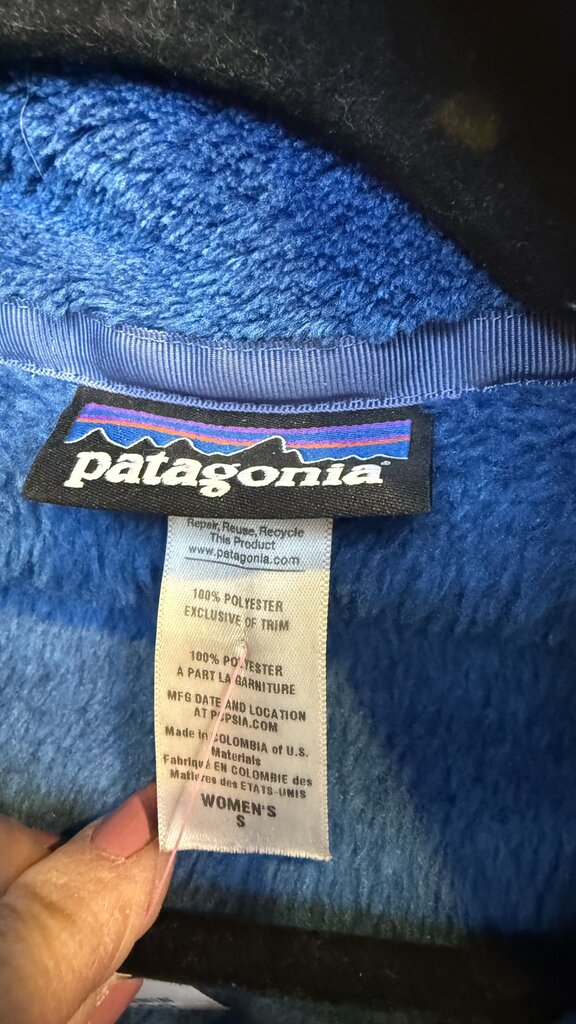 patagonia®
Repair, Reuse, Recycle
This Product
www.patagonia.com
100% POLYESTER
EXCLUSIVE OF TRIM
100% POLYESTER
A PART LA GARNITURE
MFG DATE AND LOCATION
AT PCPSIA.COM
Made in COLOMBIA of U.S.
Materials
Fabriqué EN COLOMBIE des
Matieres des ETATS-UNIS
WOMEN'S
S